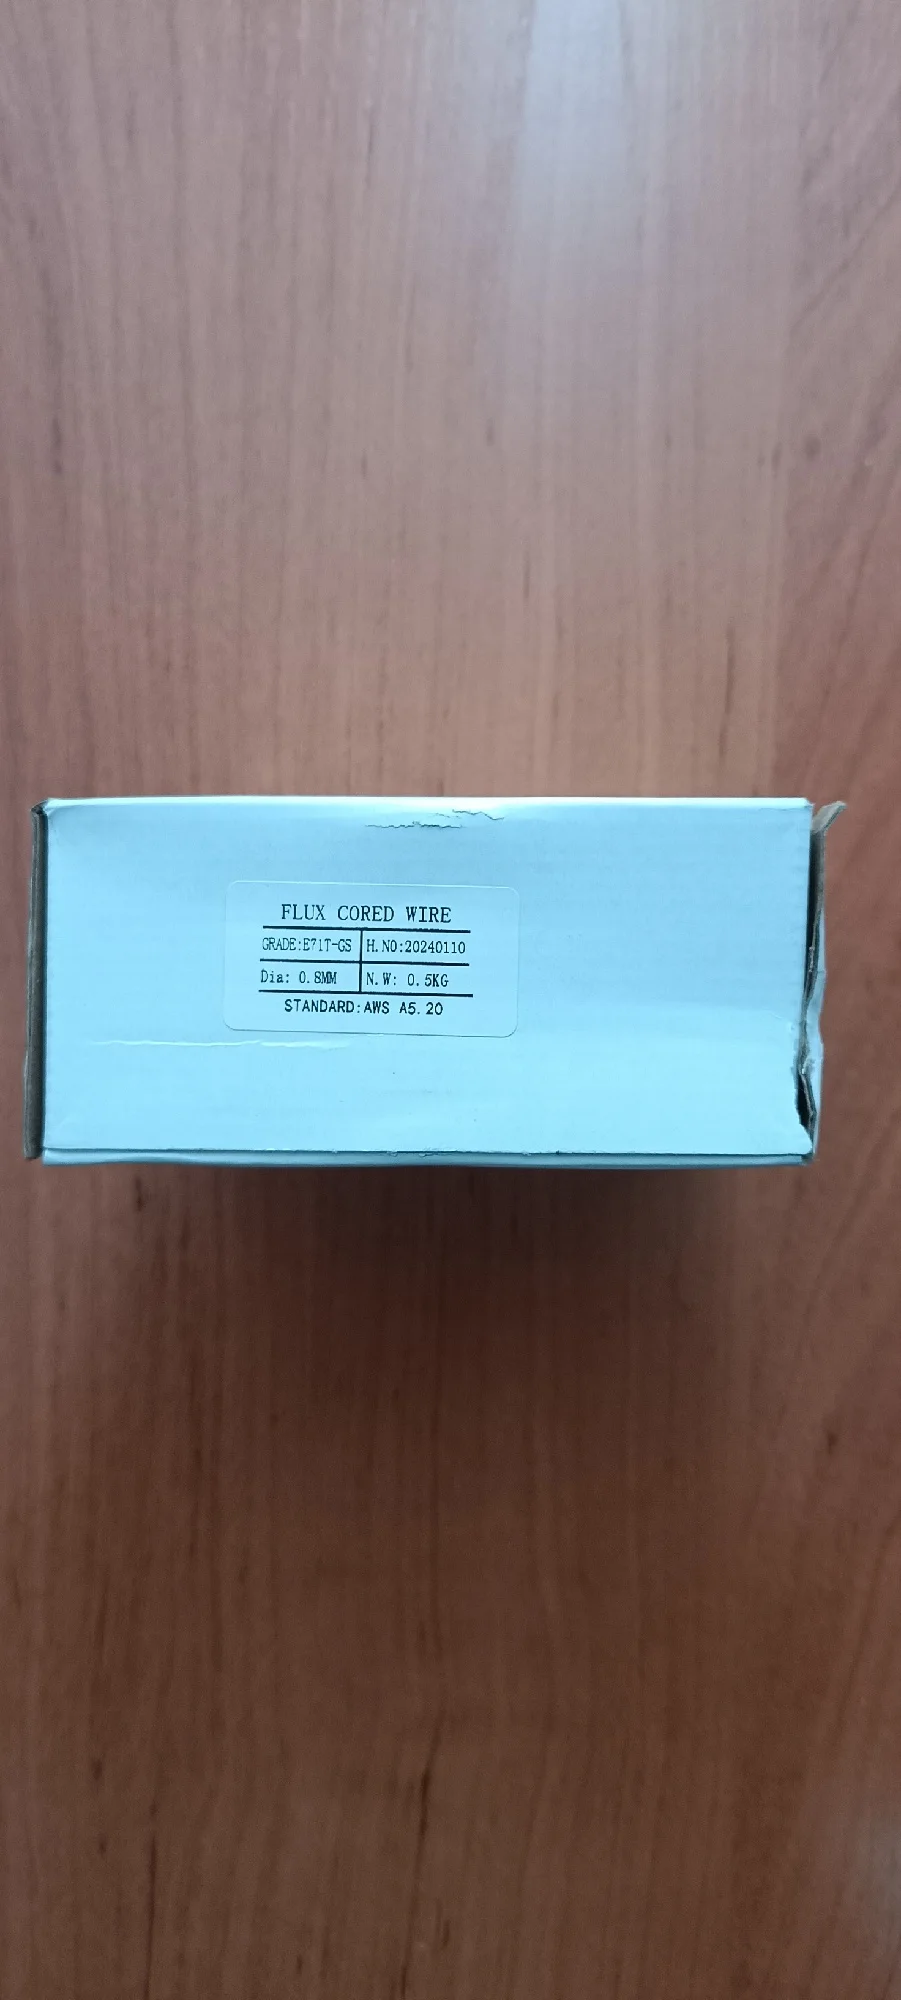 FLUX CORED WIRE
GRADE:E71T-GS H.NO:20240110
Dia: 0.8MM N.W: 0.5KG
STANDARD:AWS A5.20